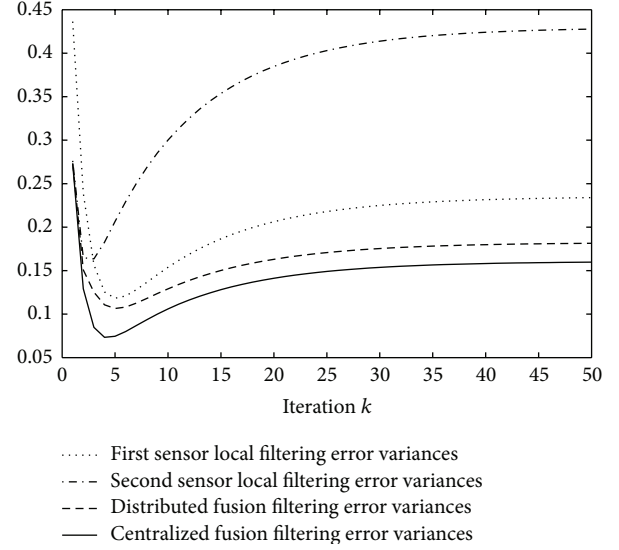 0.45
0.4
0.35
0.3
0.25
0.2
0.15
0.1
0.05
0 5 10 15 20 25 30 35 40 45 50
Iteration k
First sensor local filtering error variances
Second sensor local filtering error variances
Distributed fusion filtering error variances
Centralized fusion filtering error variances